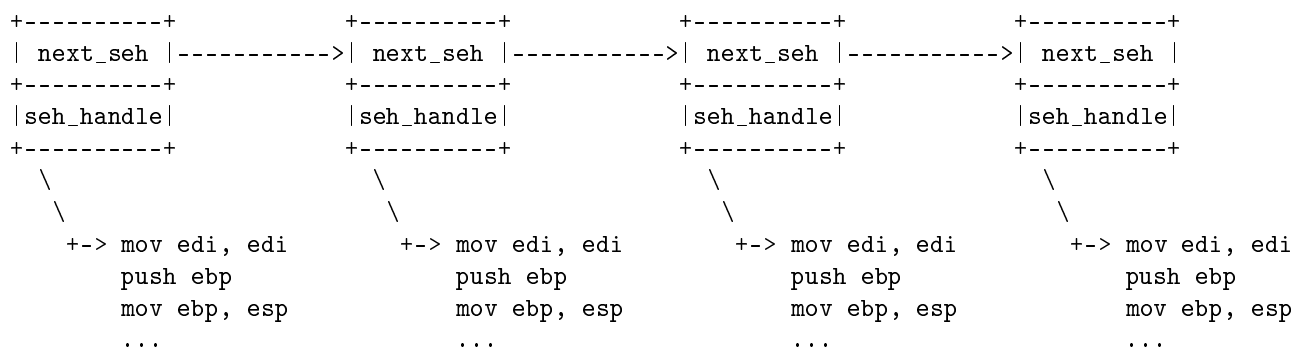 +----------+ +----------+ +----------+ +----------+
| next_seh |----------->| next_seh |----------->| next_seh |----------->| next_seh |
+----------+ +----------+ +----------+ +----------+
|seh_handle| |seh_handle| |seh_handle| |seh_handle|
+----------+ +----------+ +----------+ +----------+
\ \ \ \
\ \ \ \
+-> mov edi, edi +-> mov edi, edi +-> mov edi, edi +-> mov edi, edi
push ebp push ebp push ebp push ebp
mov ebp, esp mov ebp, esp mov ebp, esp mov ebp, esp
... ... ... ...